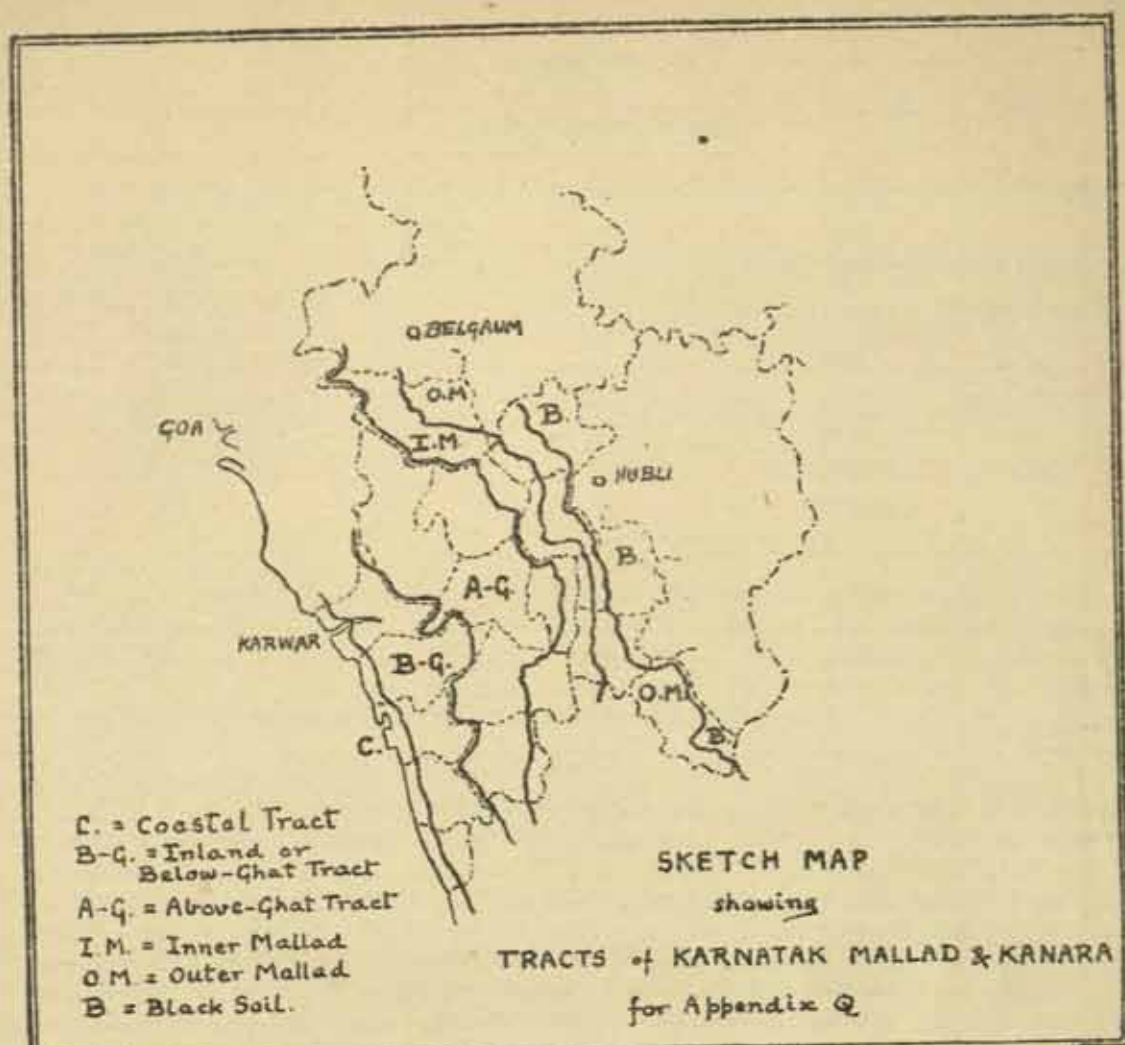 BELGAUM
O.M
B
GOA
I.M
HUBLI
B
A-G.
KARWAR
B-G.
O.M.
C.
B
C. = Coastal Tract
B-G. = Inland or
Below-Ghat Tract
A-G. = Above-Ghat Tract
I.M. = Inner Mallad
O.M = Outer Mallad
B = Black Soil.
SKETCH MAP
showing
TRACTS of KARNATAK MALLAD & KANARA
for Appendix Q